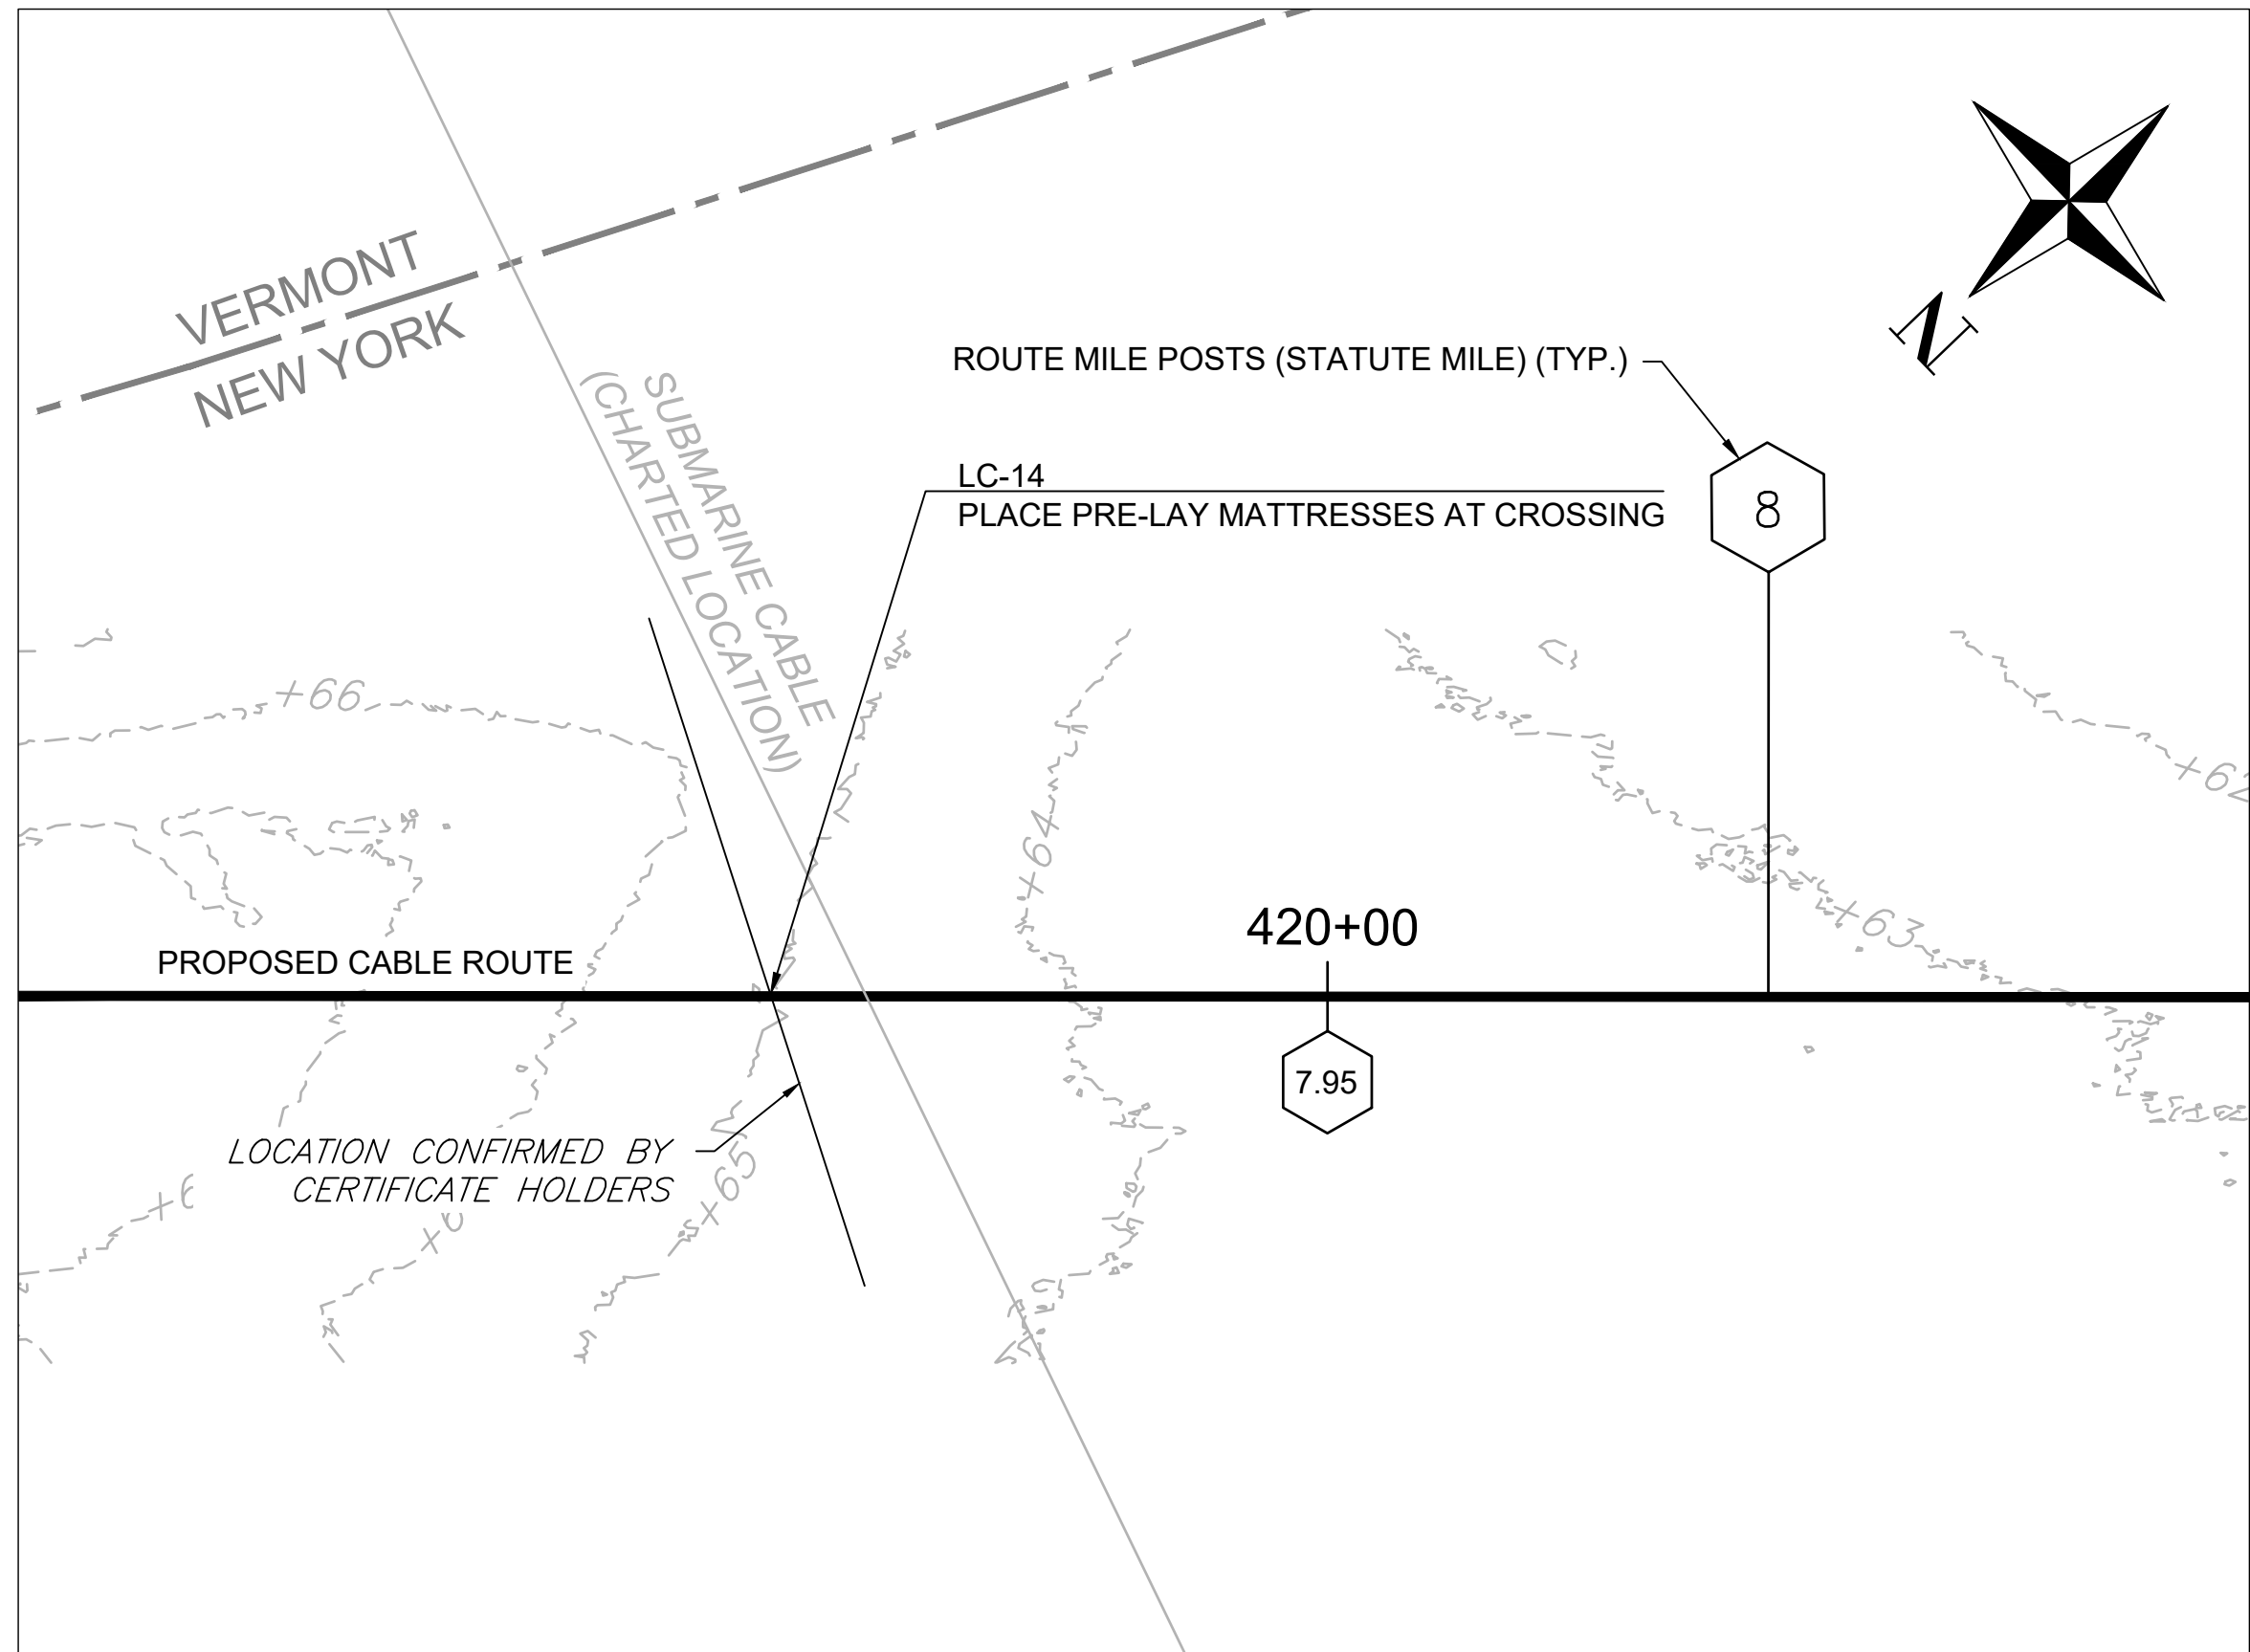 VERMONT
NEW YORK
SUBMARINE CABLE
(CHARTED LOCATION)
N
ROUTE MILE POSTS (STATUTE MILE) (TYP.)
8
LC-14
PLACE PRE-LAY MATTRESSES AT CROSSING
+66
+64
+62
+63
420+00
PROPOSED CABLE ROUTE
7.95
LOCATION CONFIRMED BY
CERTIFICATE HOLDERS
+65